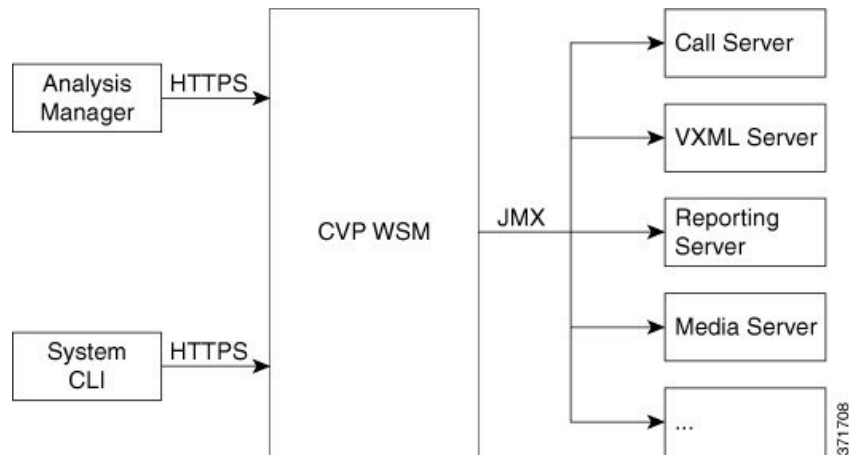 Analysis
Manager
HTTPS
System
CLI
HTTPS
CVP WSM
JMX
Call Server
VXML Server
Reporting
Server
Media Server
...
371708